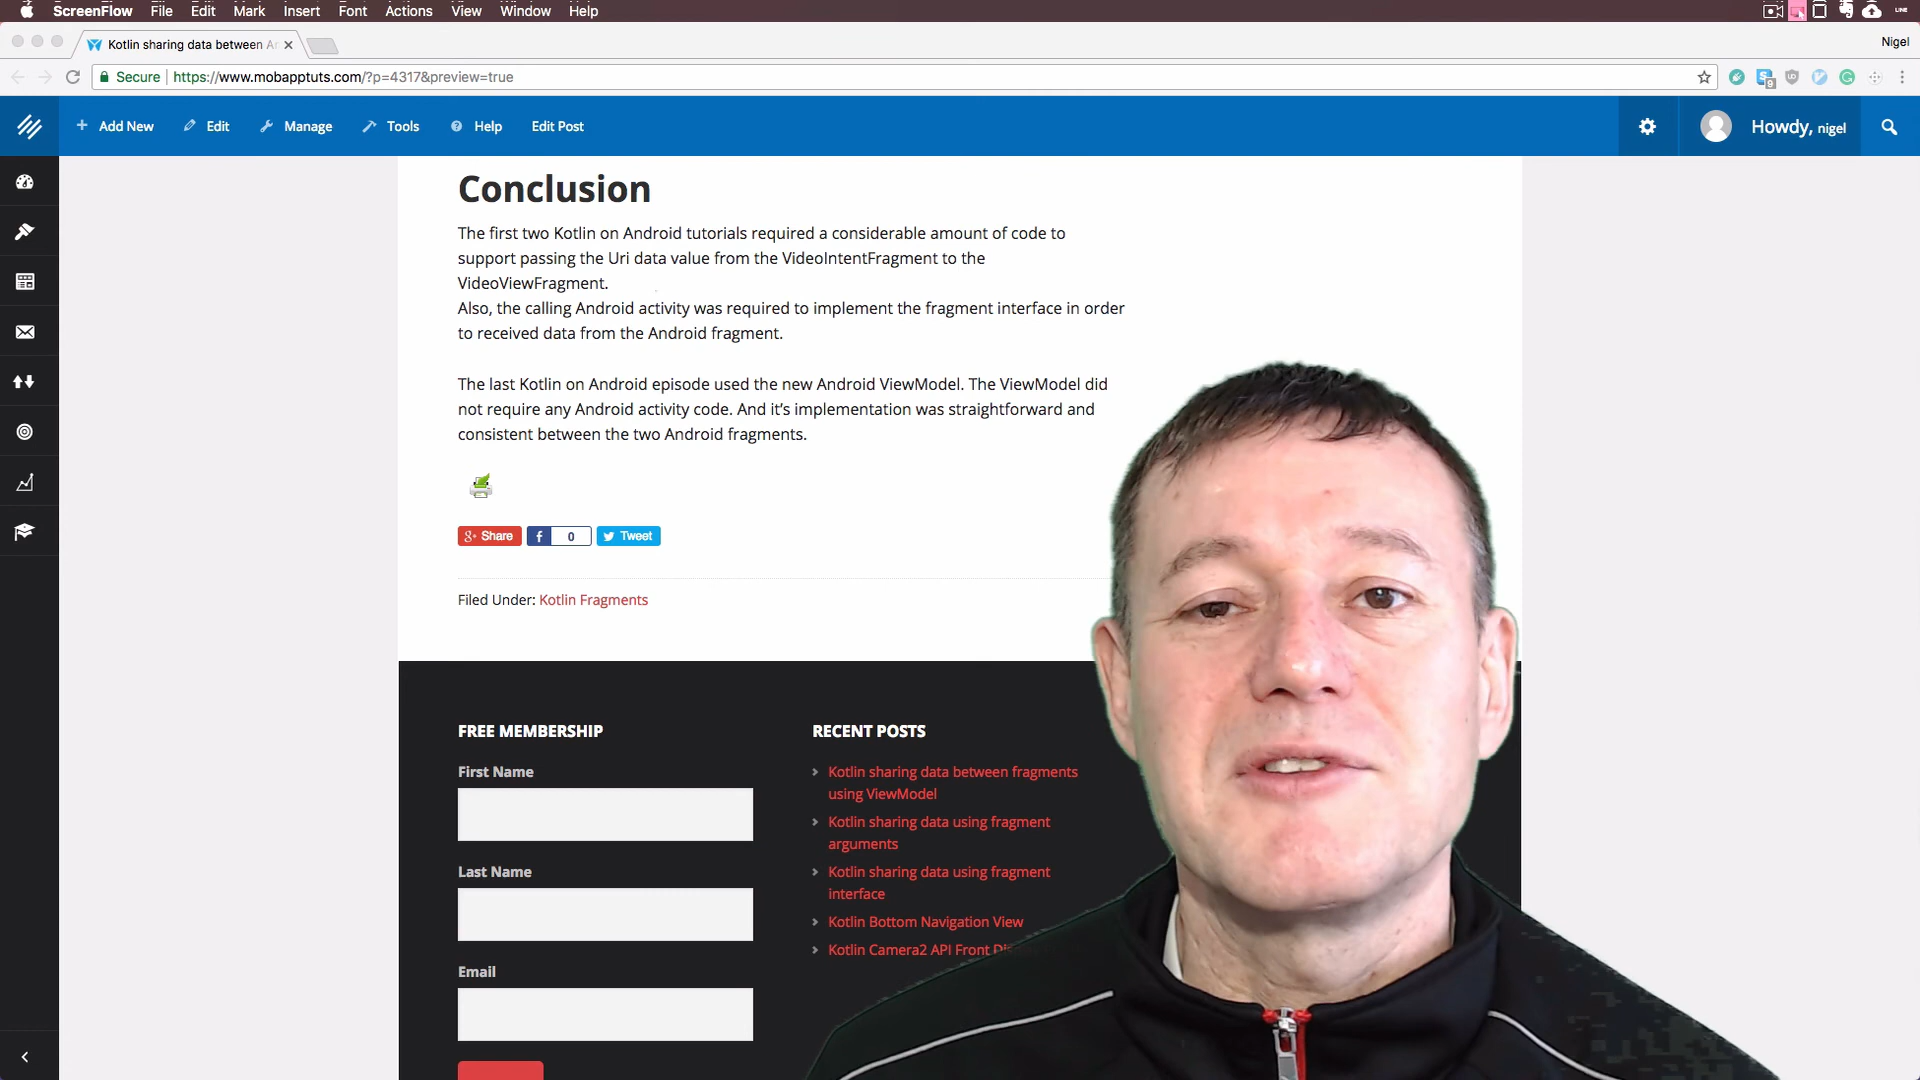 ScreenFlow File Edit Mark Insert Font Actions View Window Help
Kotlin sharing data between
Nigel
Secure https://www.mobapptuts.com/?p=4317&preview=true
Add New Edit Manage Tools Help Edit Post
Howdy, nigel
Conclusion
The first two Kotlin on Android tutorials required a considerable amount of code to
support passing the Uri data value from the VideoIntentFragment to the
VideoViewFragment.
Also, the calling Android activity was required to implement the fragment interface in order
to received data from the Android fragment.
The last Kotlin on Android episode used the new Android ViewModel. The ViewModel did
not require any Android activity code. And it's implementation was straightforward and
consistent between the two Android fragments.
Share 0 Tweet
Filed Under: Kotlin Fragments
FREE MEMBERSHIP
First Name
Last Name
Email
RECENT POSTS
Kotlin sharing data between fragments
using ViewModel
Kotlin sharing data using fragment
arguments
Kotlin sharing data using fragment
interface
Kotlin Bottom Navigation View
Kotlin Camera2 API Front